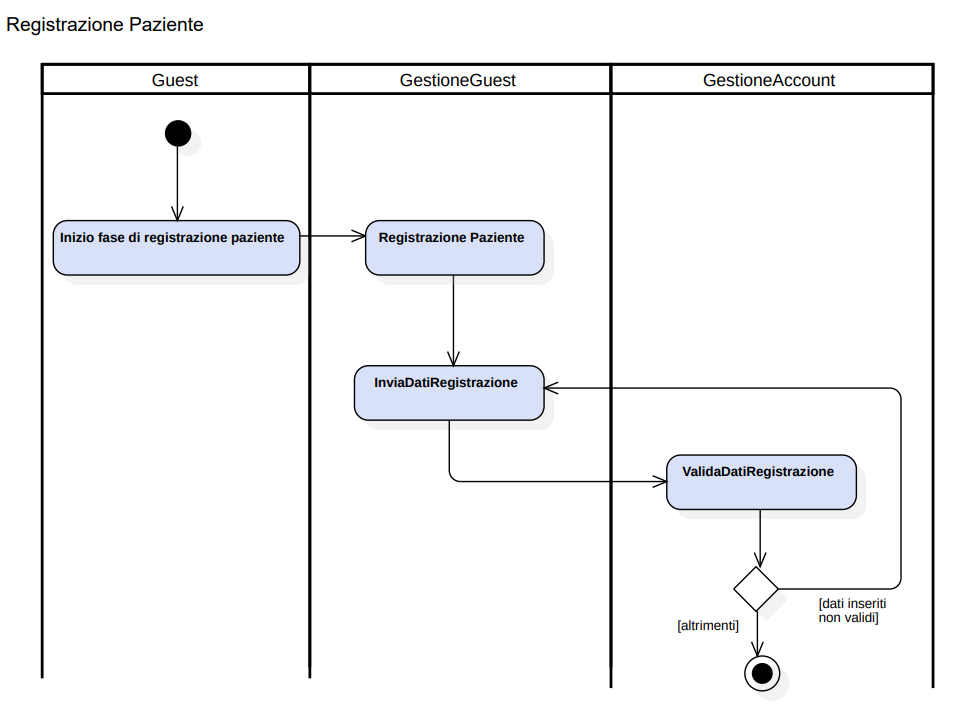 Registrazione Paziente
Guest
GestioneGuest
GestioneAccount
Inizio fase di registrazione paziente
Registrazione Paziente
InviaDatiRegistrazione
ValidaDatiRegistrazione
[dati inseriti
non validi]
[altrimenti]